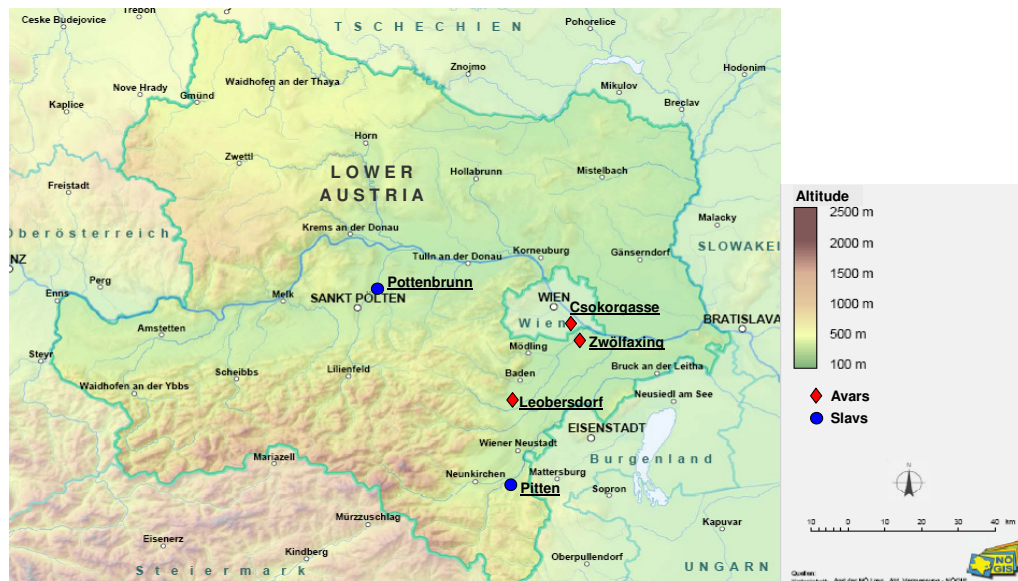 Trebon
Ceske Budejovice
TSCHECHIEN
Pohorelice
Znojmo
Hodonim
Waidhofen an der Thaya
Mikulov
Nove Hrady
Gmünd
Breclav
Kaplice
Horn
Zwettl
LOWER
AUSTRIA
Hollabrunn
Mistelbach
Freistadt
Malacky
Oberösterreich
Krems an der Donau
SLOWAKEI
Korneuburg
Gänserndorf
Tulln an der Donau
NZ
Perg
Pottenbrunn
Enns
Melk
SANKT PÖLTEN
WIEN
Csokorgasse
Wien
BRATISLAVA
Amstetten
Zwölfaxing
Mödling
Steyr
Scheibbs
Lilienfeld
Baden
Bruck an der Leitha
Waidhofen an der Ybbs
Neusiedl am See
Leobersdorf
EISENSTADT
Wiener Neustadt
Mariazell
Burgenland
Neunkirchen
Mattersburg
Pitten
Sopron
Mürzzuschlag
Kapuvar
Eisenerz
Kindberg
Oberpullendorf
Steiermark
UNGARN
Altitude
2500 m
2000 m
1500 m
1000 m
500 m
100 m
Avars
Slavs
N
10 0 10 20 30 40 km
Quellen:
NÖ
GIS